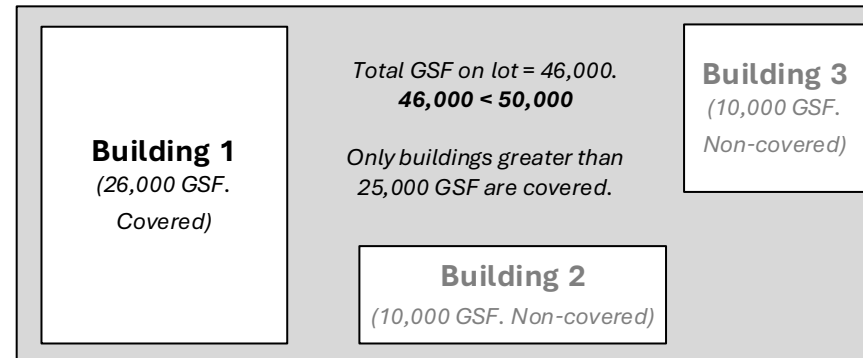 Building 1
(26,000 GSF.
Covered)
Total GSF on lot = 46,000.
46,000 < 50,000
Only buildings greater than
25,000 GSF are covered.
Building 3
(10,000 GSF.
Non-covered)
Building 2
(10,000 GSF. Non-covered)